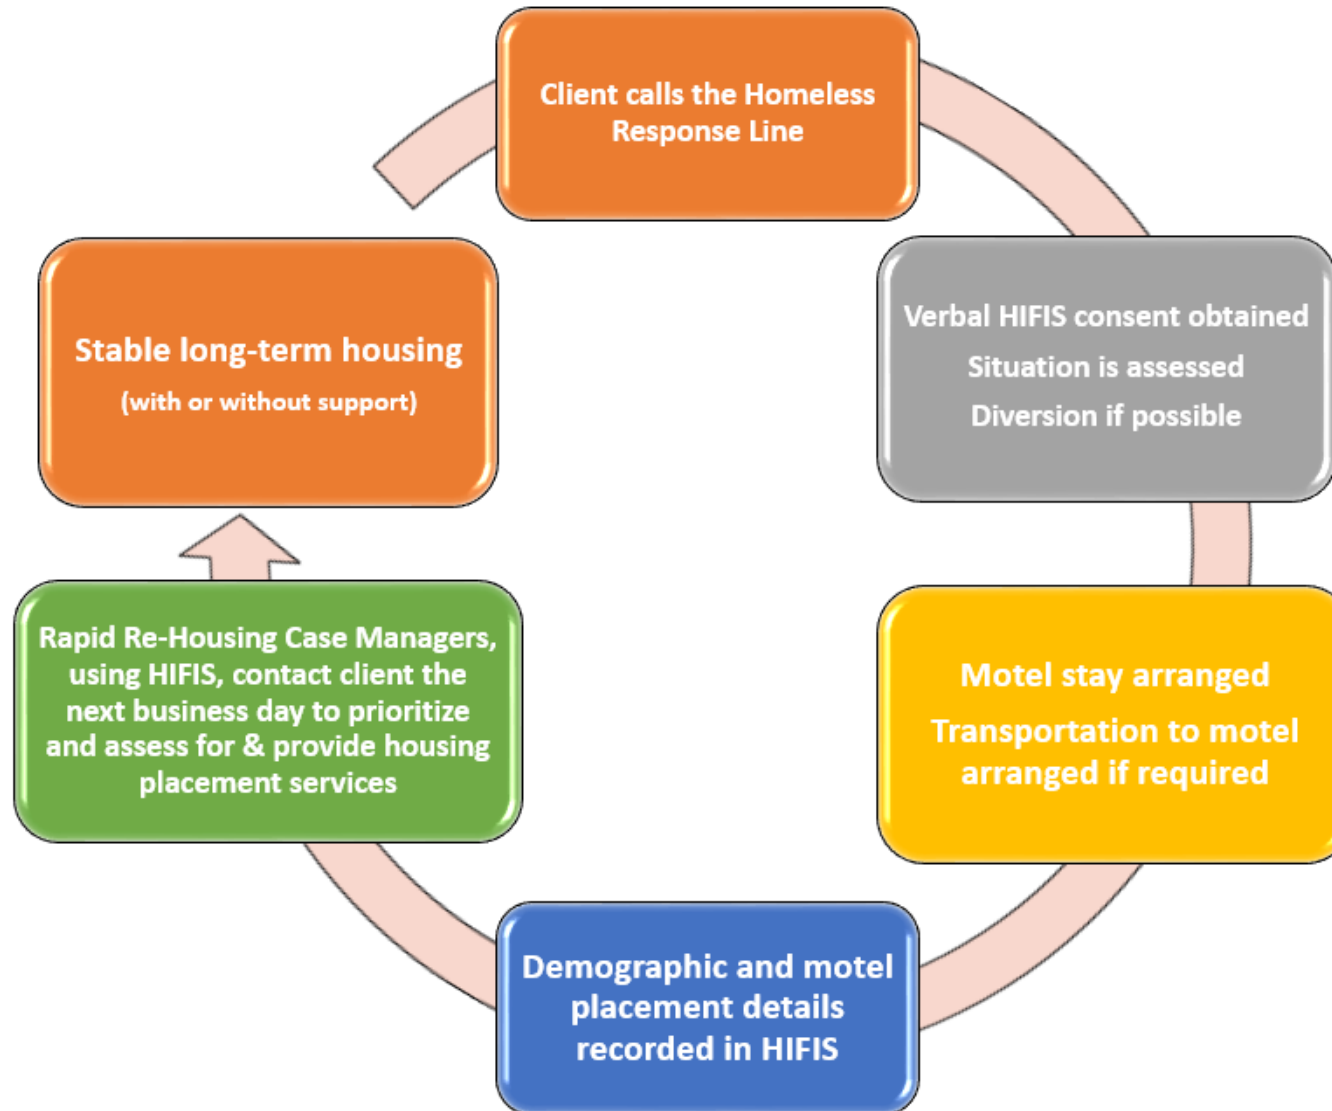 Client calls the Homeless
Response Line
Verbal HIFIS consent obtained
Situation is assessed
Diversion if possible
Motel stay arranged
Transportation to motel
arranged if required
Demographic and motel
placement details
recorded in HIFIS
Rapid Re-Housing Case Managers,
using HIFIS, contact client the
next business day to prioritize
and assess for & provide housing
placement services
Stable long-term housing
(with or without support)